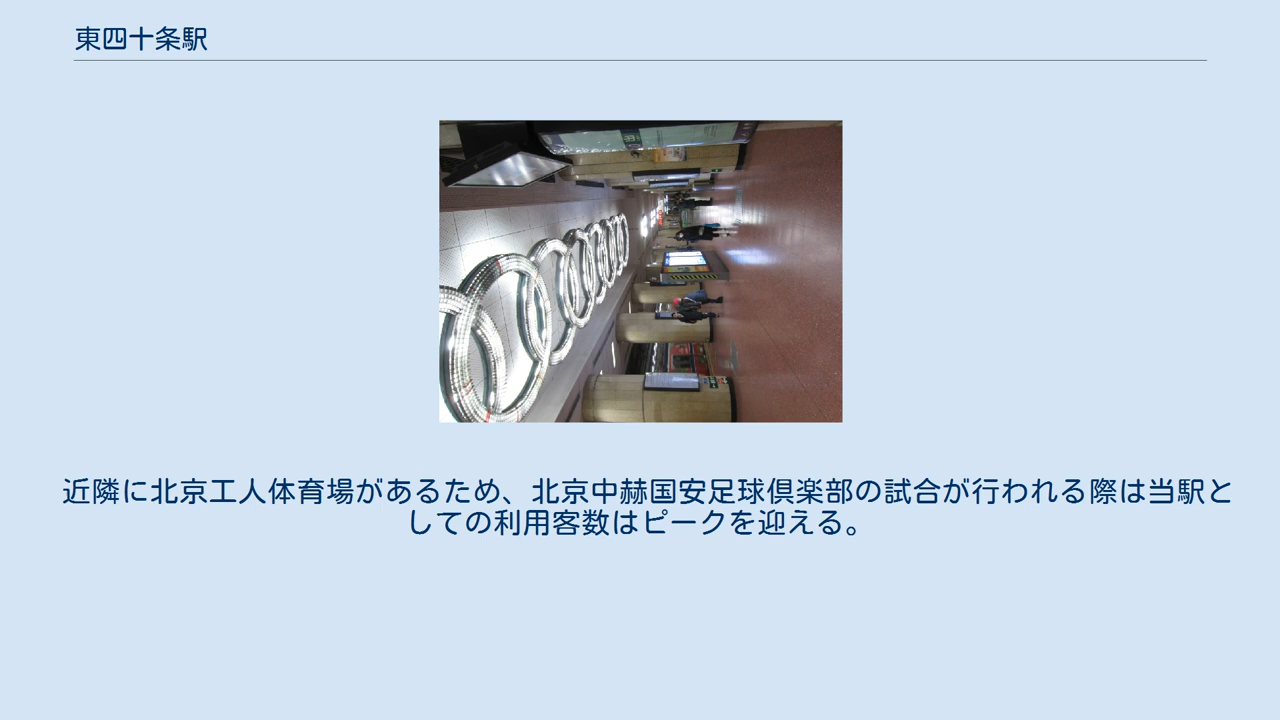 東四十条駅
近隣に北京工人体育場があるため、北京中赫国安足球倶楽部の試合が行われる際は当駅と
しての利用客数はピークを迎える。